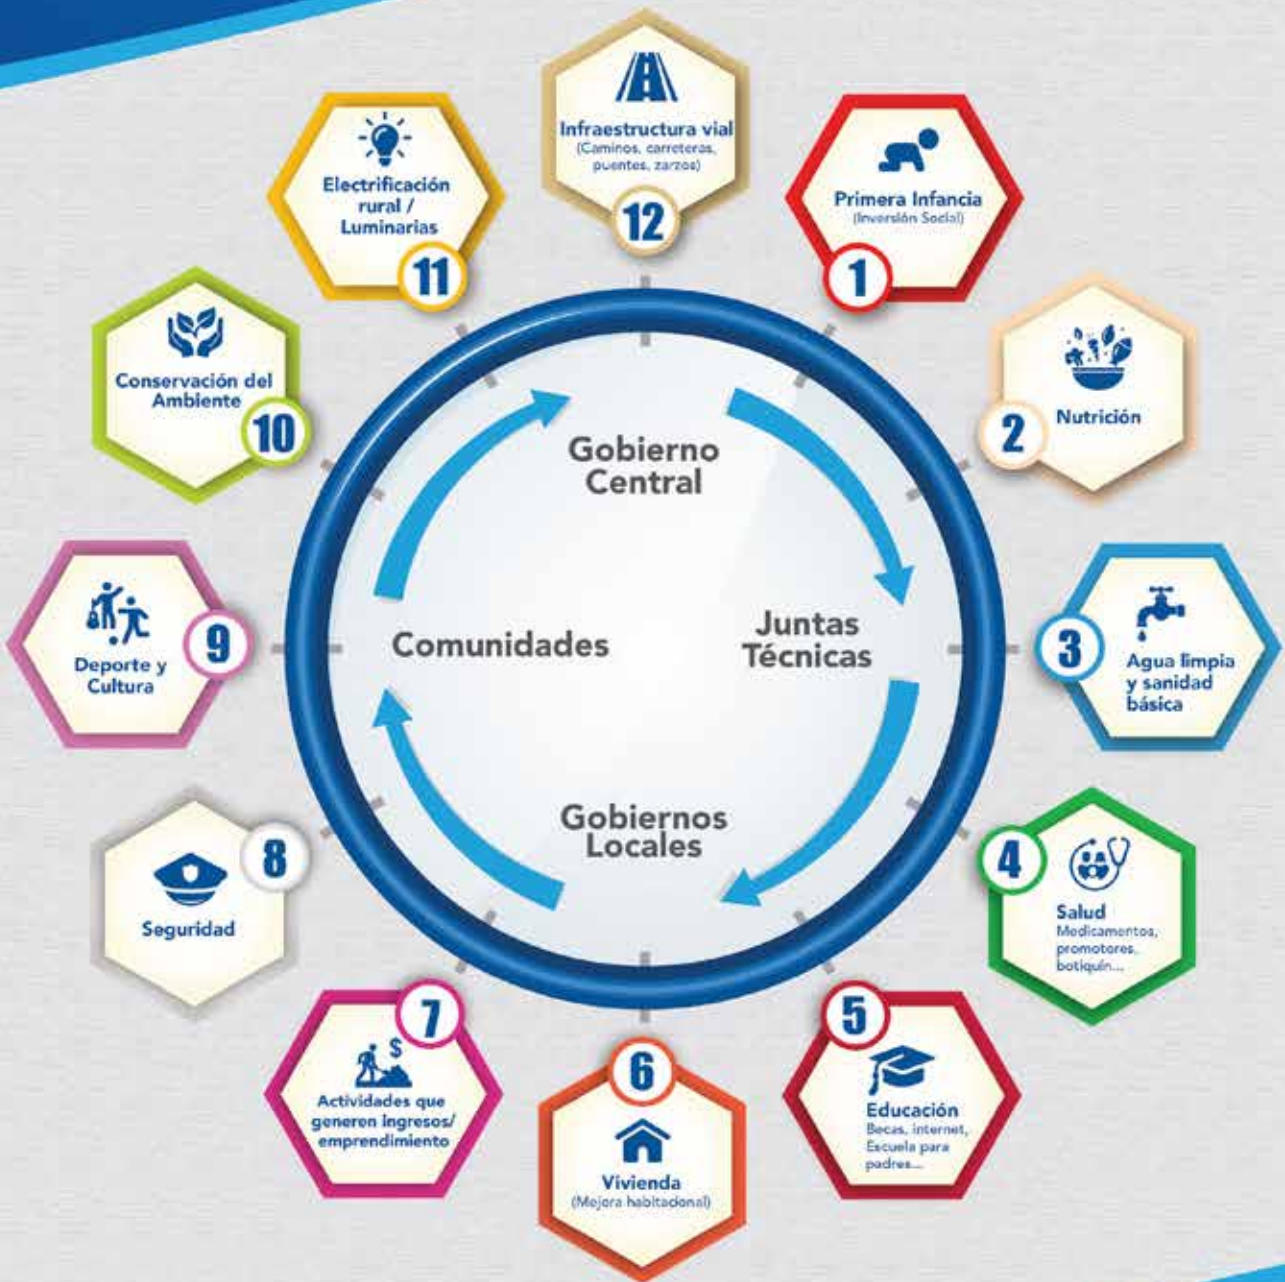 12
Infraestructura vial
(Caminos, carreteras,
puentes, zarzos)
1
Primera Infancia
(Inversión Social)
2
Nutrición
3
Agua limpia
y sanidad
básica
4
Salud
Medicamentos,
promotores,
botiquín...
5
Educación
Becas, internet,
Escuela para
padres...
6
Vivienda
(Mejora habitacional)
7
$
Actividades que
generen ingresos/
emprendimiento
8
Seguridad
9
Deporte y
Cultura
10
Conservación del
Ambiente
11
Electrificación
rural /
Luminarias
Gobierno
Central
Juntas
Técnicas
Gobiernos
Locales
Comunidades